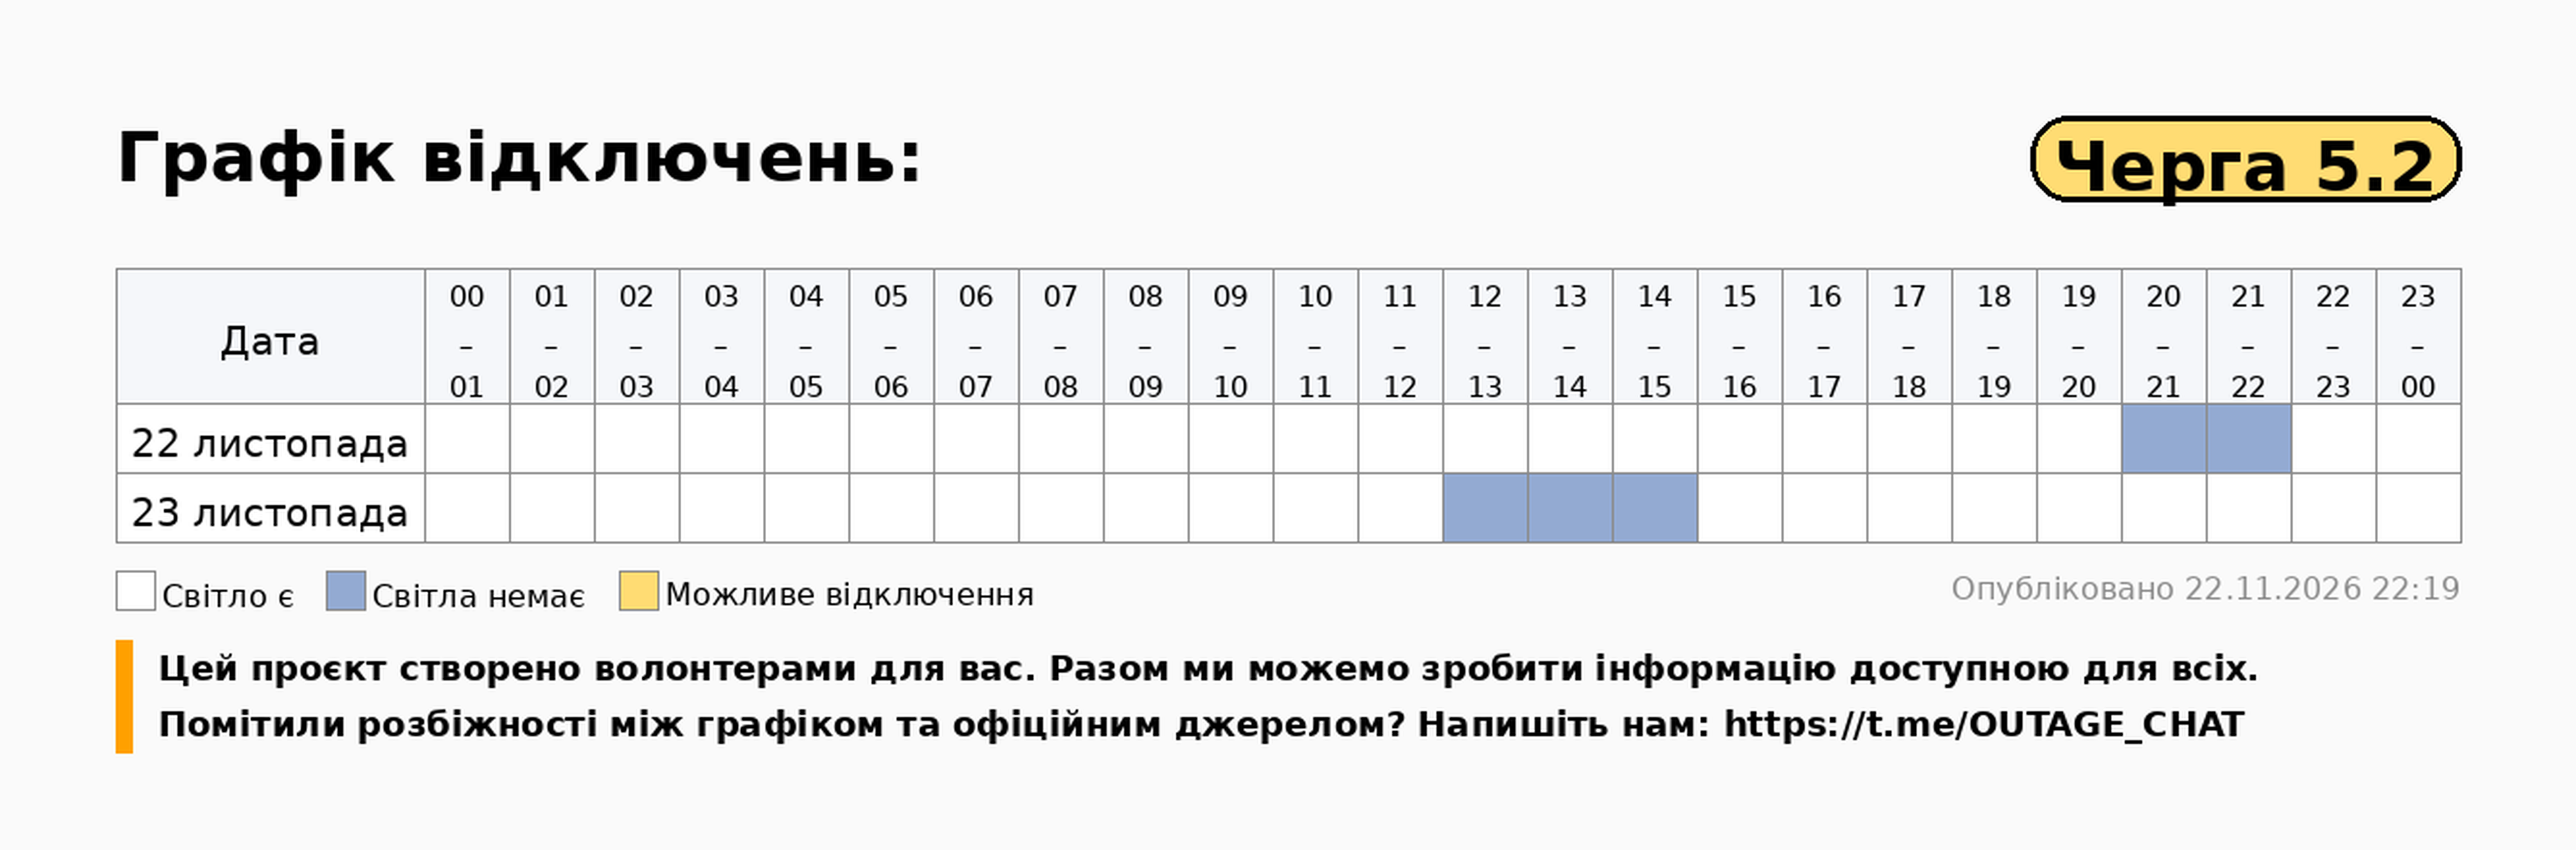 Графік відключень:
Черга 5.2
Дата 00 – 01 01 – 02 02 – 03 03 – 04 04 – 05 05 – 06 06 – 07 07 – 08 08 – 09 09 – 10 10 – 11 11 – 12 12 – 13 13 – 14 14 – 15 15 – 16 16 – 17 17 – 18 18 – 19 19 – 20 20 – 21 21 – 22 22 – 23 23 – 00
22 листопада
23 листопада
Світло є Світла немає Можливе відключення
Опубліковано 22.11.2026 22:19
Цей проєкт створено волонтерами для вас. Разом ми можемо зробити інформацію доступною для всіх.
Помітили розбіжності між графіком та офіційним джерелом? Напишіть нам: https://t.me/OUTAGE_CHAT